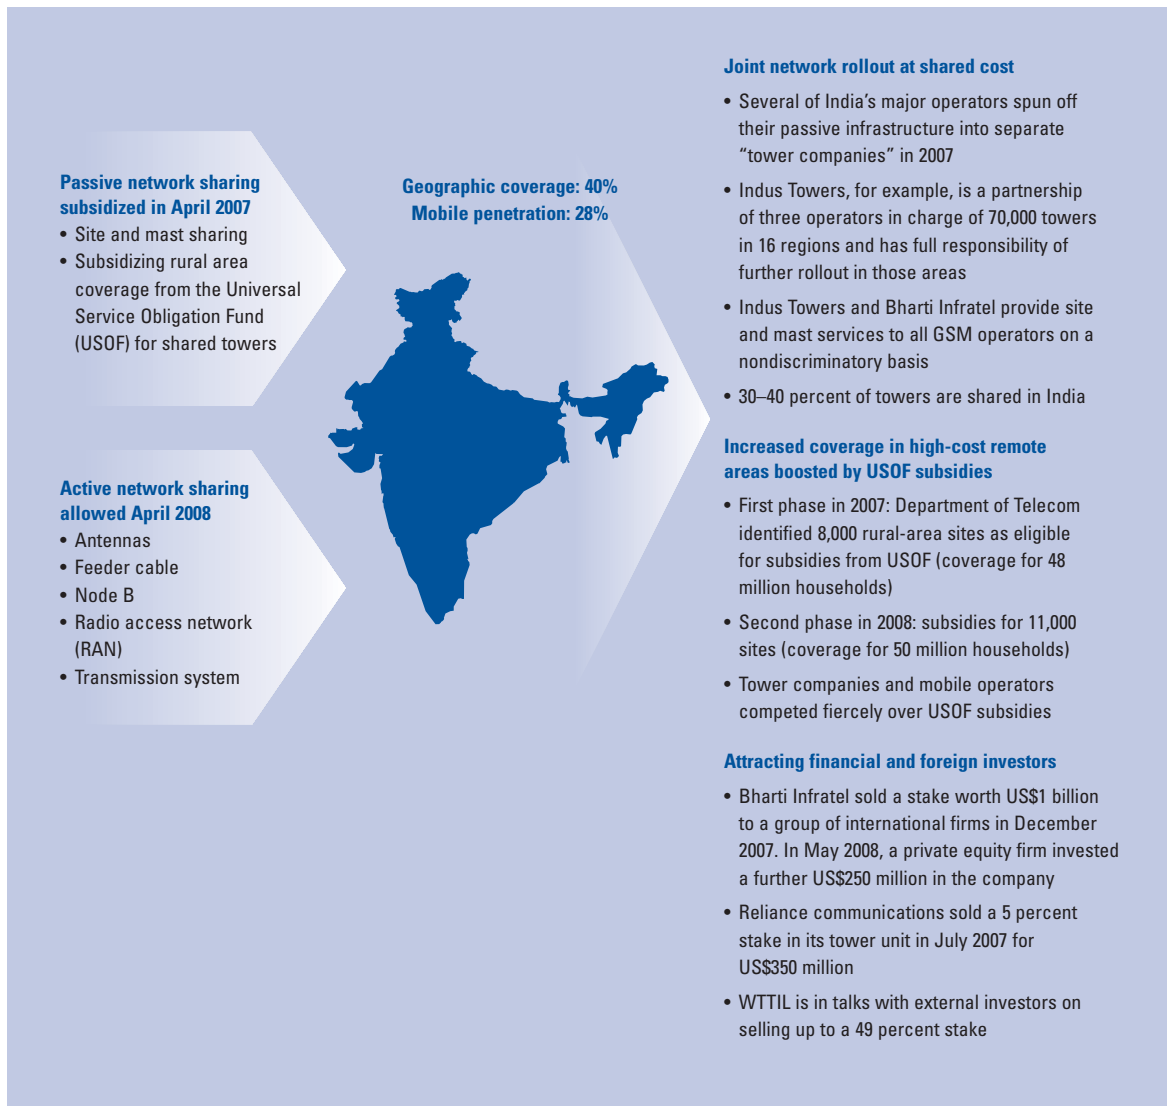 Passive network sharing
subsidized in April 2007
• Site and mast sharing
• Subsidizing rural area
coverage from the Universal
Service Obligation Fund
(USOF) for shared towers
Active network sharing
allowed April 2008
• Antennas
• Feeder cable
• Node B
• Radio access network
(RAN)
• Transmission system
Geographic coverage: 40%
Mobile penetration: 28%
Joint network rollout at shared cost
• Several of India’s major operators spun off
their passive infrastructure into separate
“tower companies” in 2007
• Indus Towers, for example, is a partnership
of three operators in charge of 70,000 towers
in 16 regions and has full responsibility of
further rollout in those areas
• Indus Towers and Bharti Infratel provide site
and mast services to all GSM operators on a
nondiscriminatory basis
• 30–40 percent of towers are shared in India
Increased coverage in high-cost remote
areas boosted by USOF subsidies
• First phase in 2007: Department of Telecom
identified 8,000 rural-area sites as eligible
for subsidies from USOF (coverage for 48
million households)
• Second phase in 2008: subsidies for 11,000
sites (coverage for 50 million households)
• Tower companies and mobile operators
competed fiercely over USOF subsidies
Attracting financial and foreign investors
• Bharti Infratel sold a stake worth US$1 billion
to a group of international firms in December
2007. In May 2008, a private equity firm invested
a further US$250 million in the company
• Reliance communications sold a 5 percent
stake in its tower unit in July 2007 for
US$350 million
• WTTIL is in talks with external investors on
selling up to a 49 percent stake